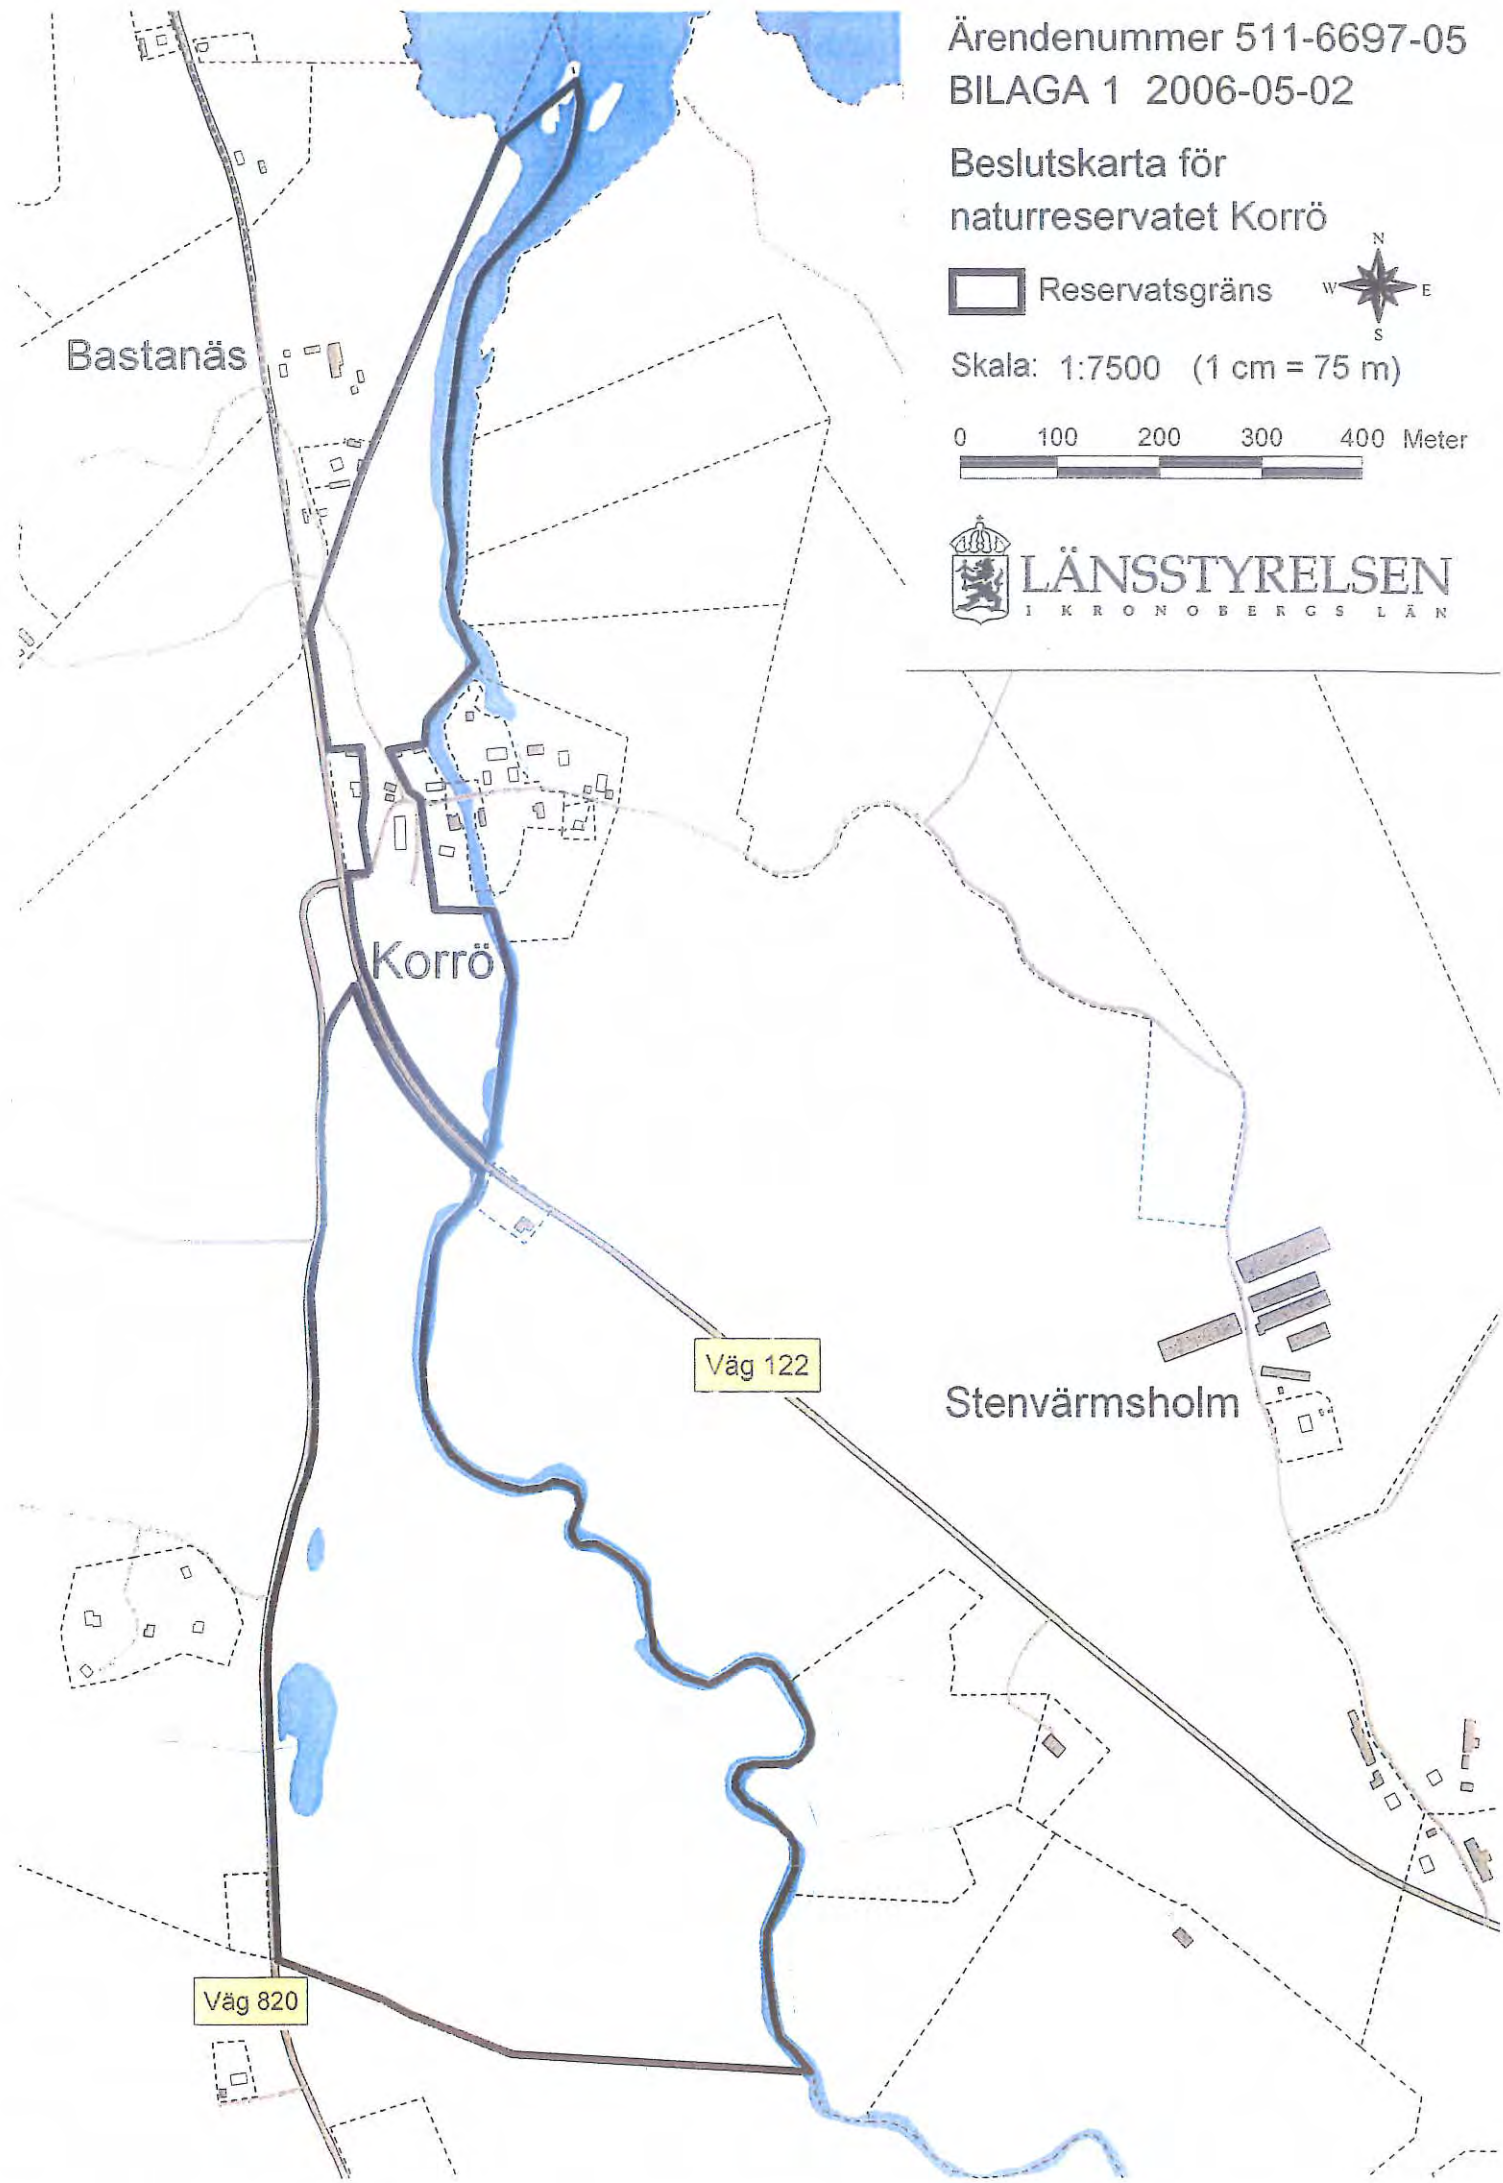 Ärendenummer 511-6697-05
BILAGA 1 2006-05-02
Beslutskarta för
naturreservatet Korrö
N
W E
S
Reservatsgräns
Skala: 1:7500 (1 cm = 75 m)
0 100 200 300 400 Meter
LÄNSSTYRELSEN
I KRONOBERGS LÄN
Bastanäs
Korrö
Väg 122
Stenvärmsholm
Väg 820